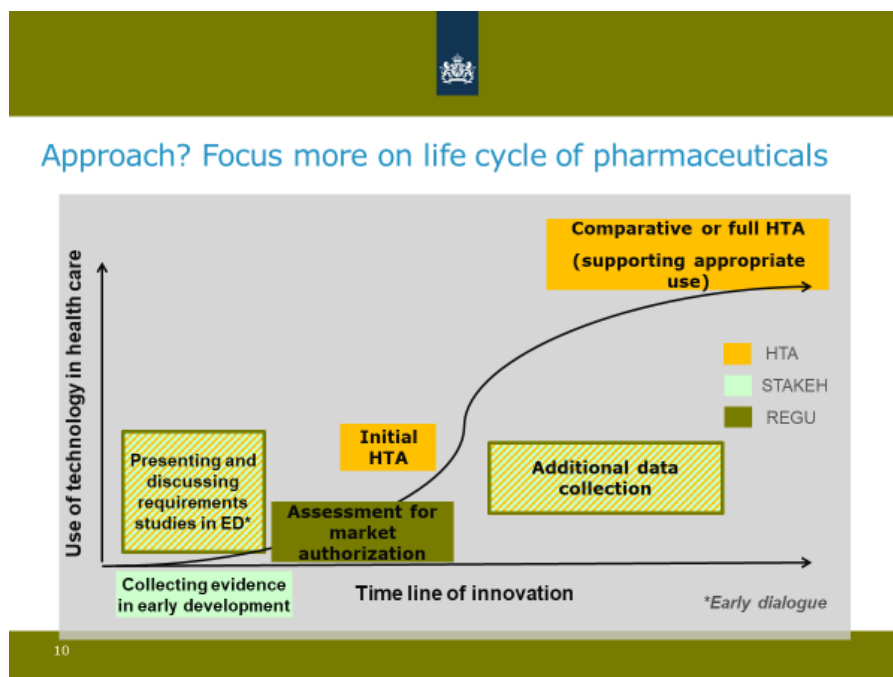 Approach? Focus more on life cycle of pharmaceuticals
Use of technology in health care
Comparative or full HTA
(supporting appropriate
use)
HTA
STAKEH
REGU
Initial
HTA
Presenting and
discussing
requirements
studies in ED*
Additional data
collection
Assessment for
market
authorization
Collecting evidence
in early development
Time line of innovation
*Early dialogue
10